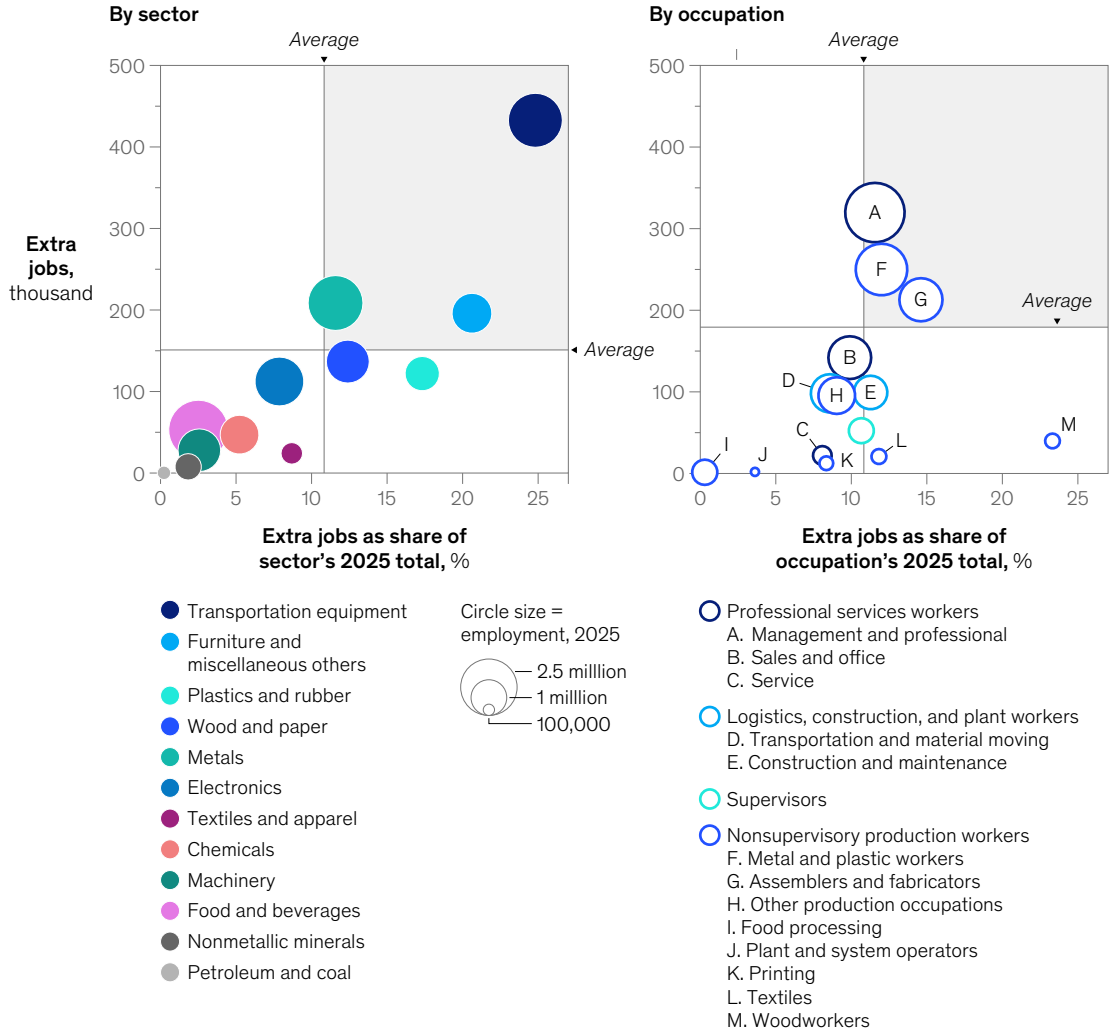 By sector
Average
500
400
300
200
100
0
Extra
jobs,
thousand
Average
0 5 10 15 20 25
Extra jobs as share of
sector's 2025 total, %
By occupation
Average
500
400
300
200
100
0
A
F
G
Average
B
D
H
E
C
K
L
M
I
J
0 5 10 15 20 25
Extra jobs as share of
occupation's 2025 total, %
Transportation equipment
Furniture and
miscellaneous others
Plastics and rubber
Wood and paper
Metals
Electronics
Textiles and apparel
Chemicals
Machinery
Food and beverages
Nonmetallic minerals
Petroleum and coal
Circle size =
employment, 2025
2.5 milllion
1 milllion
100,000
Professional services workers
A. Management and professional
B. Sales and office
C. Service
Logistics, construction, and plant workers
D. Transportation and material moving
E. Construction and maintenance
Supervisors
Nonsupervisory production workers
F. Metal and plastic workers
G. Assemblers and fabricators
H. Other production occupations
I. Food processing
J. Plant and system operators
K. Printing
L. Textiles
M. Woodworkers